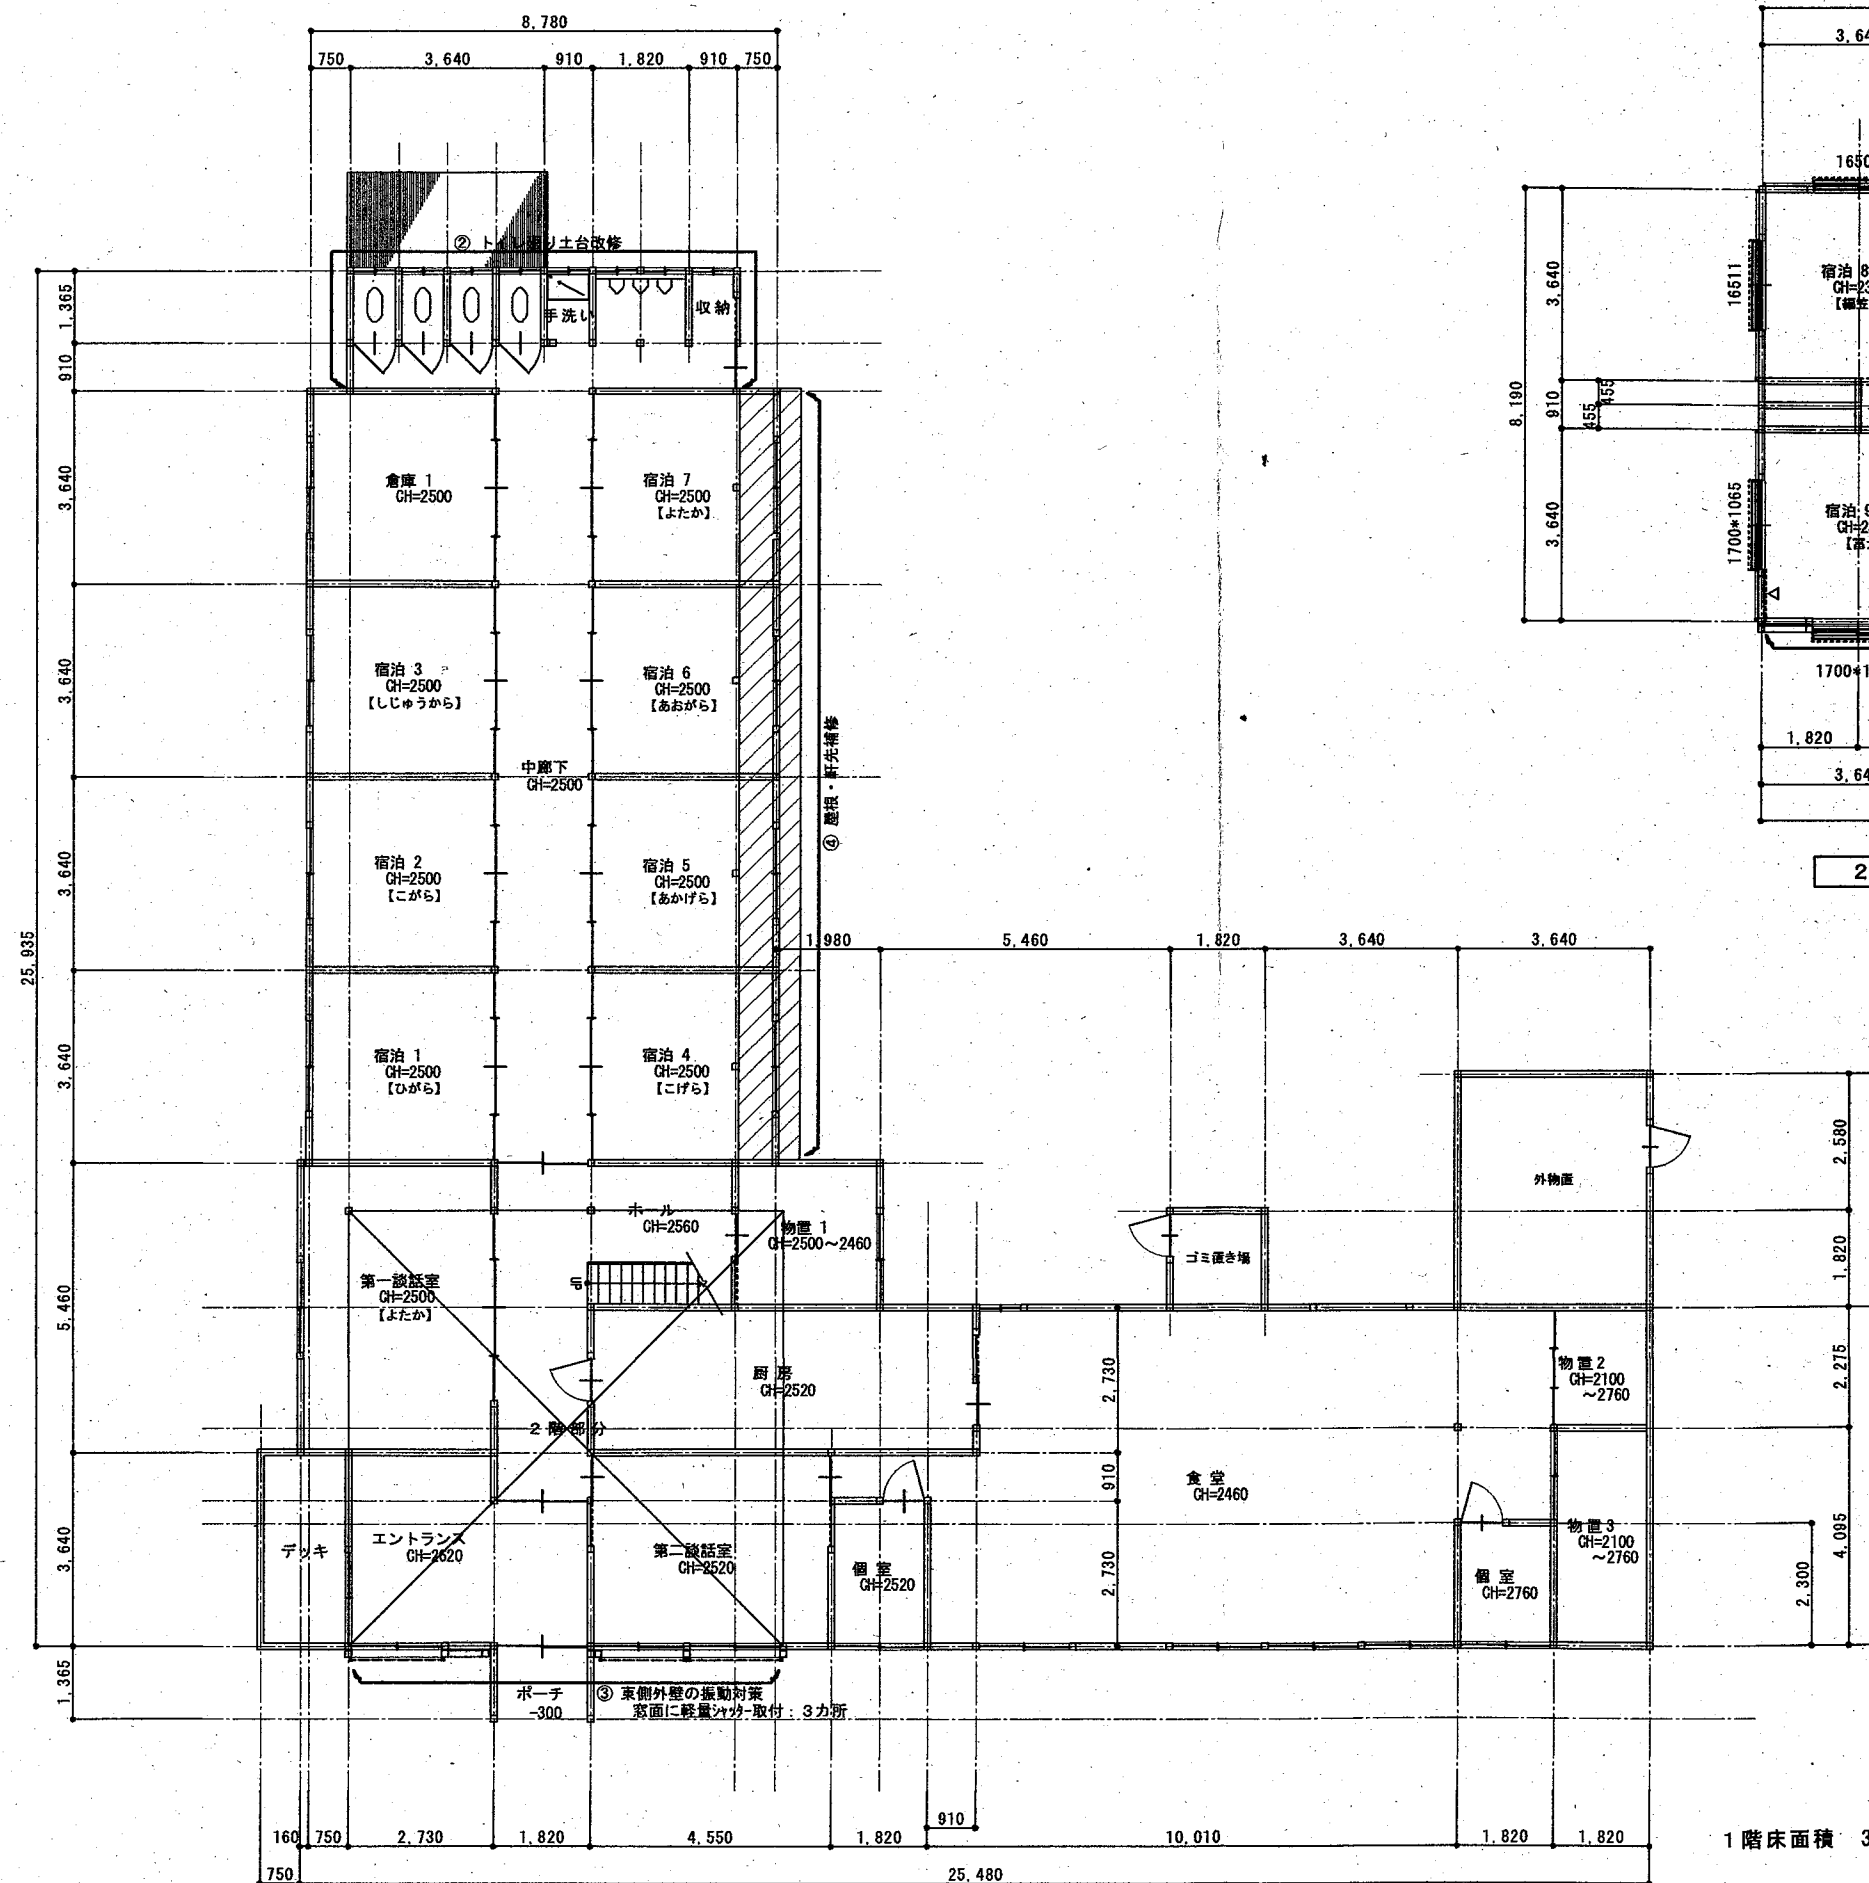 8,780
750
3,640
910
1,820
910
750
3,64
1650
② トイレ廻り土台改修
手洗い
収納
1,365
910
3,640
3,640
3,640
3,640
5,460
3,640
1,365
25,935
倉庫 1
CH=2500
宿泊 7
CH=2500
【よたか】
宿泊 3
CH=2500
【しじゅうから】
宿泊 6
CH=2500
【あおがら】
中廊下
CH=2500
宿泊 2
CH=2500
【こがら】
宿泊 5
CH=2500
【あかげら】
宿泊 1
CH=2500
【ひがら】
宿泊 4
CH=2500
【こげら】
④ 屋根・軒先補修
8,190
3,640
910
3,640
455
455
16511
1700*1065
宿泊 8
宿泊 9
1700*1
1,820
3,64
2
1,980
5,460
1,820
3,640
3,640
外物置
ゴミ置き場
2,580
1,820
2,275
4,095
2,300
ホール
CH=2560
物置 1
CH=2500～2460
UP
第一談話室
CH=2500
【よたか】
厨 房
CH=2520
2階部分
2,730
910
2,730
食 堂
CH=2460
物置2
CH=2100
～2760
物置3
CH=2100
～2760
個 室
CH=2760
デッキ
エントランス
CH=2620
第二談話室
CH=2520
個 室
CH=2520
ポーチ
-300
③ 東側外壁の振動対策
窓面に軽量シャッター取付：3カ所
910
160
750
2,730
1,820
4,550
1,820
10,010
1,820
1,820
750
25,480
1階床面積 3